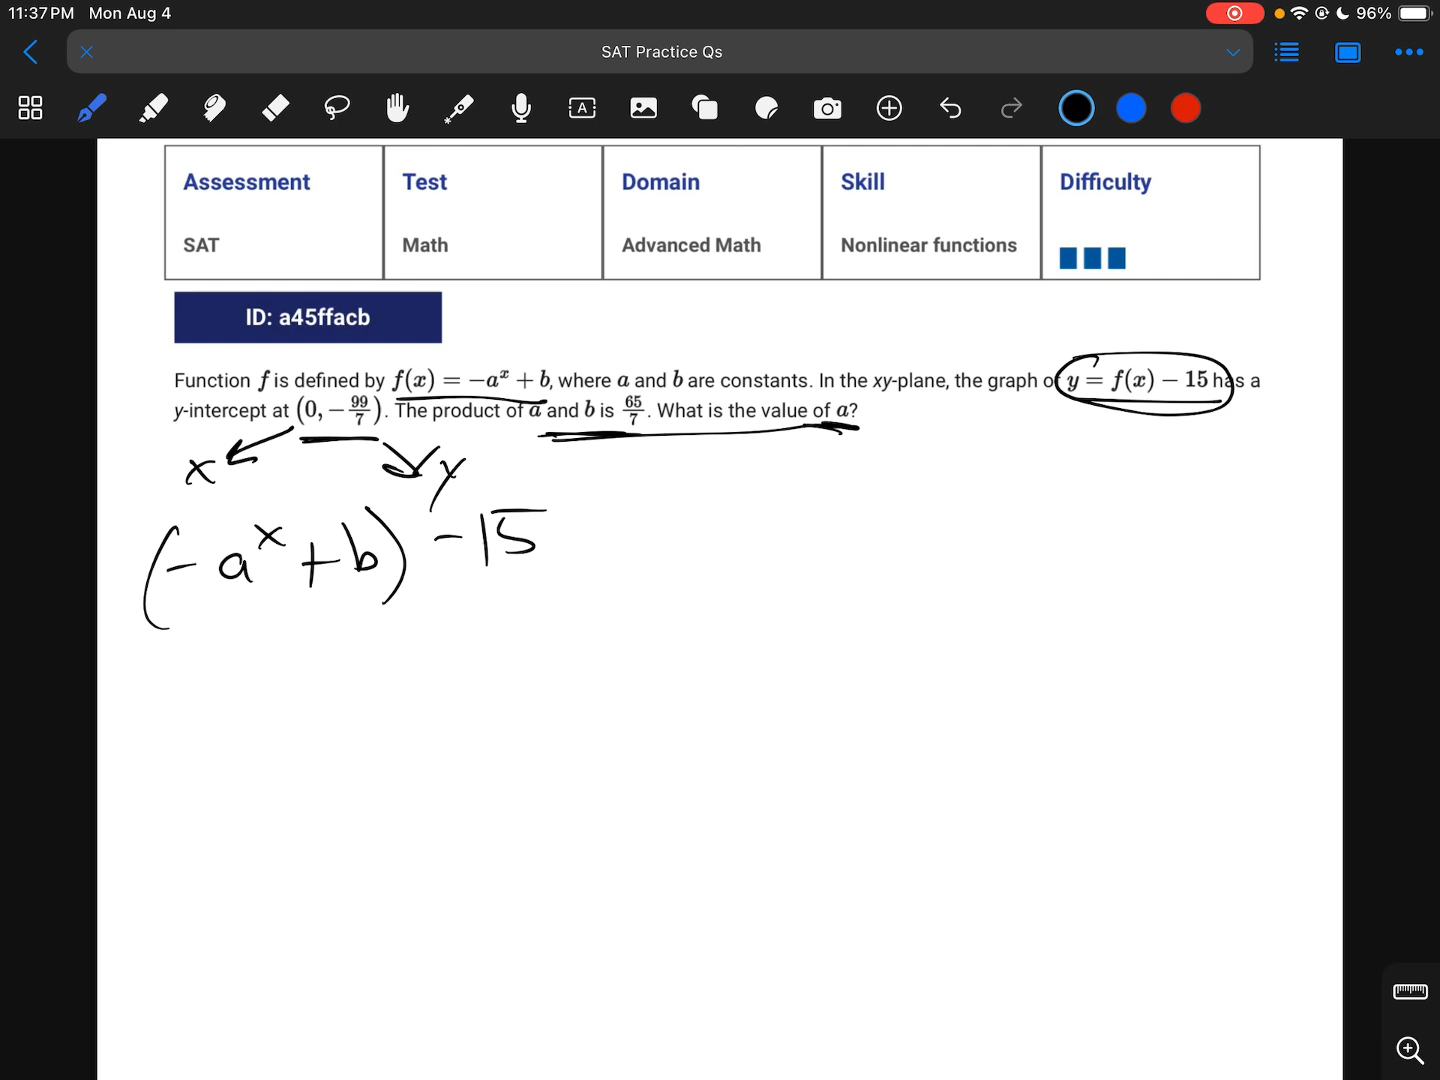 11:37 PM Mon Aug 4 96%
SAT Practice Qs
Assessment Test Domain Skill Difficulty
SAT Math Advanced Math Nonlinear functions
ID: a45ffacb
Function f is defined by f(x) = −aˣ + b, where a and b are constants. In the xy-plane, the graph of y = f(x) − 15 has a
y-intercept at (0, −99/7). The product of a and b is 65/7. What is the value of a?
x y
(-aˣ + b) - 15